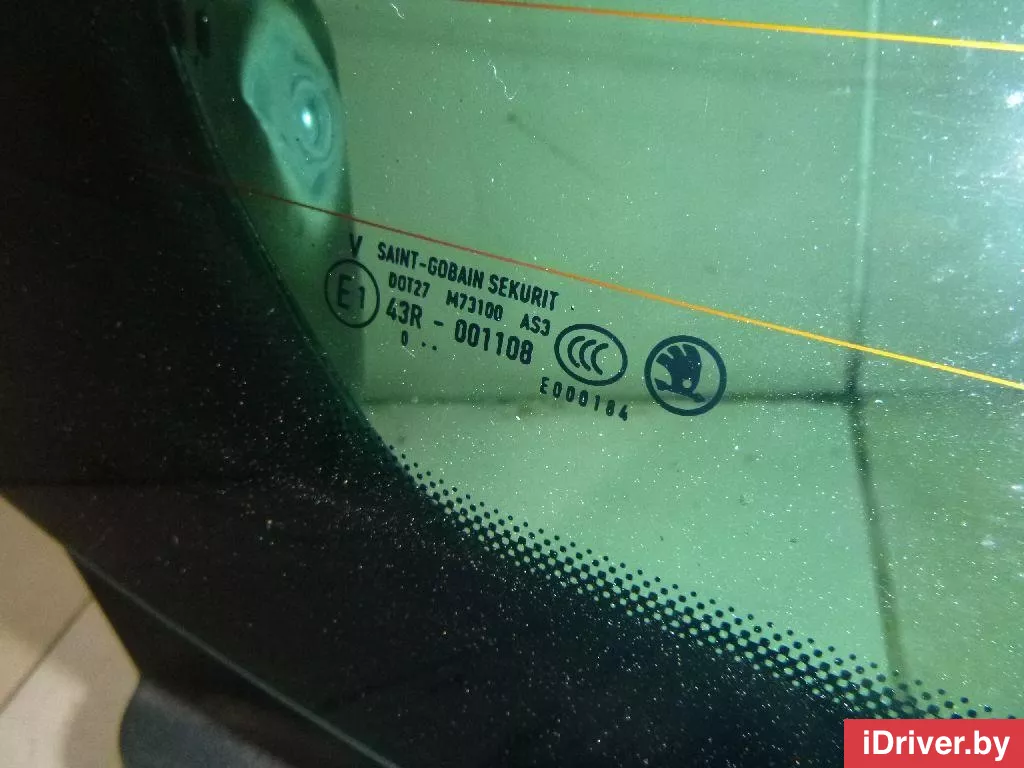 V SAINT-GOBAIN SEKURIT
E1 DOT27 M73100 AS3
43R - 001108
0 ..
CCC
E000184
iDriver.by